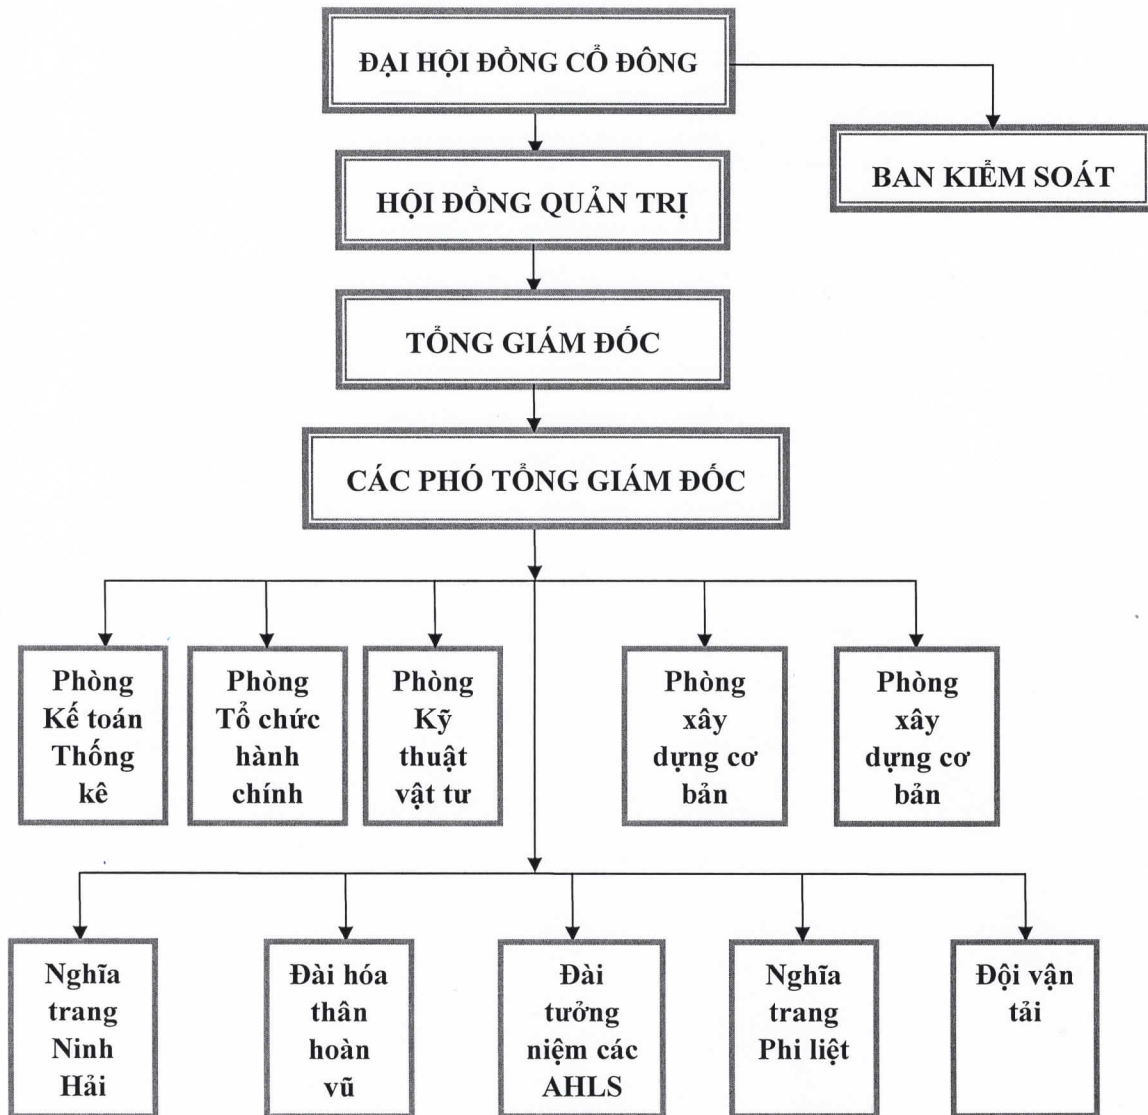 ĐẠI HỘI ĐỒNG CỔ ĐÔNG
BAN KIỂM SOÁT
HỘI ĐỒNG QUẢN TRỊ
TỔNG GIÁM ĐỐC
CÁC PHÓ TỔNG GIÁM ĐỐC
Phòng
Kế toán
Thống
kê
Phòng
Tổ chức
hành
chính
Phòng
Kỹ
thuật
vật tư
Phòng
xây
dựng cơ
bản
Phòng
xây
dựng cơ
bản
Nghĩa
trang
Ninh
Hải
Đài hóa
thân
hoàn
vũ
Đài
tưởng
niệm các
AHLS
Nghĩa
trang
Phi liệt
Đội vận
tải